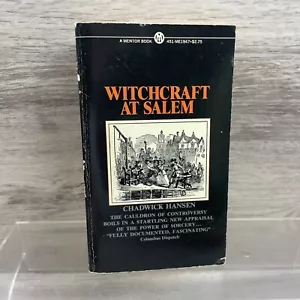 A MENTOR BOOK • 451-ME1947 • $2.75
WITCHCRAFT
AT SALEM
CHADWICK HANSEN
THE CAULDRON OF CONTROVERSY
BOILS IN A STARTLING NEW APPRAISAL
OF THE POWER OF SORCERY...
"FULLY DOCUMENTED, FASCINATING"
Columbus Dispatch